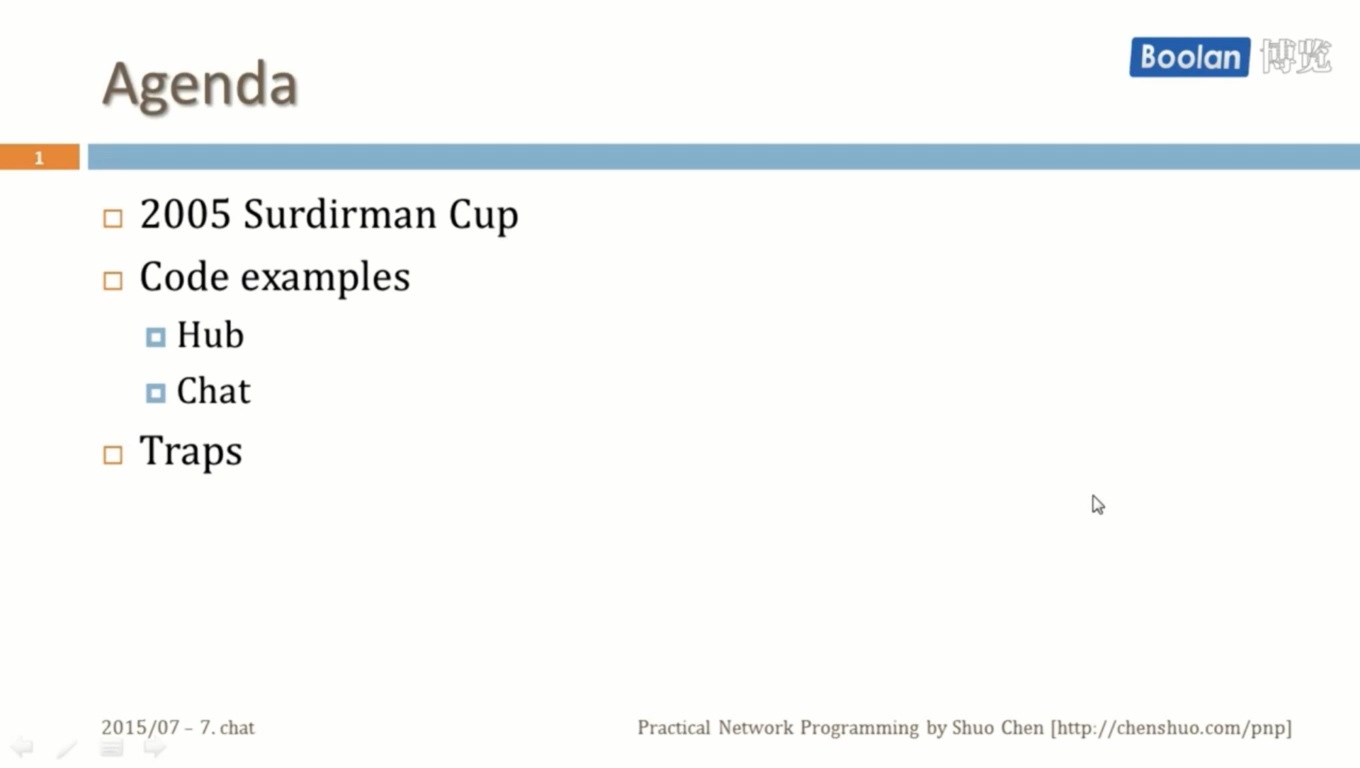 Agenda
Boolan 博览
1
2005 Surdirman Cup
Code examples
Hub
Chat
Traps
2015/07 – 7. chat
Practical Network Programming by Shuo Chen [http://chenshuo.com/pnp]